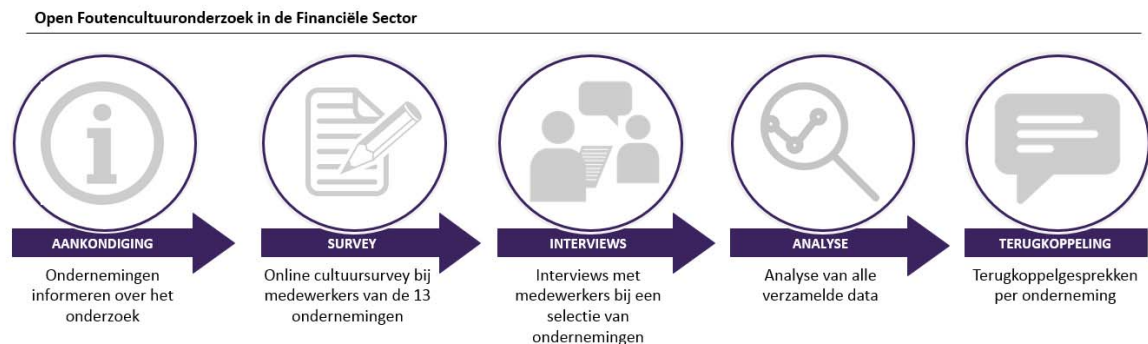 Open Foutencultuuronderzoek in de Financiële Sector
AANKONDIGING
Ondernemingen
informeren over het
onderzoek
SURVEY
Online cultuursurvey bij
medewerkers van de 13
ondernemingen
INTERVIEWS
Interviews met
medewerkers bij een
selectie van
ondernemingen
ANALYSE
Analyse van alle
verzamelde data
TERUGKOPPELING
Terugkoppelgesprekken
per onderneming